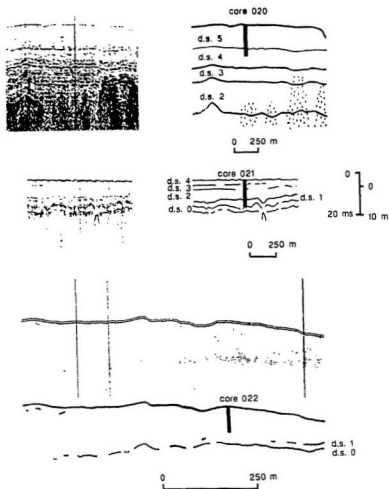 core 020
d.s. 5
d.s. 4
d.s. 3
d.s. 2
0 250 m
core 021
d.s. 4
d.s. 3
d.s. 2
d.s. 1
d.s. 0
0 0
20 ms 10 m
0 250 m
core 022
d.s. 1
d.s. 0
0 250 m